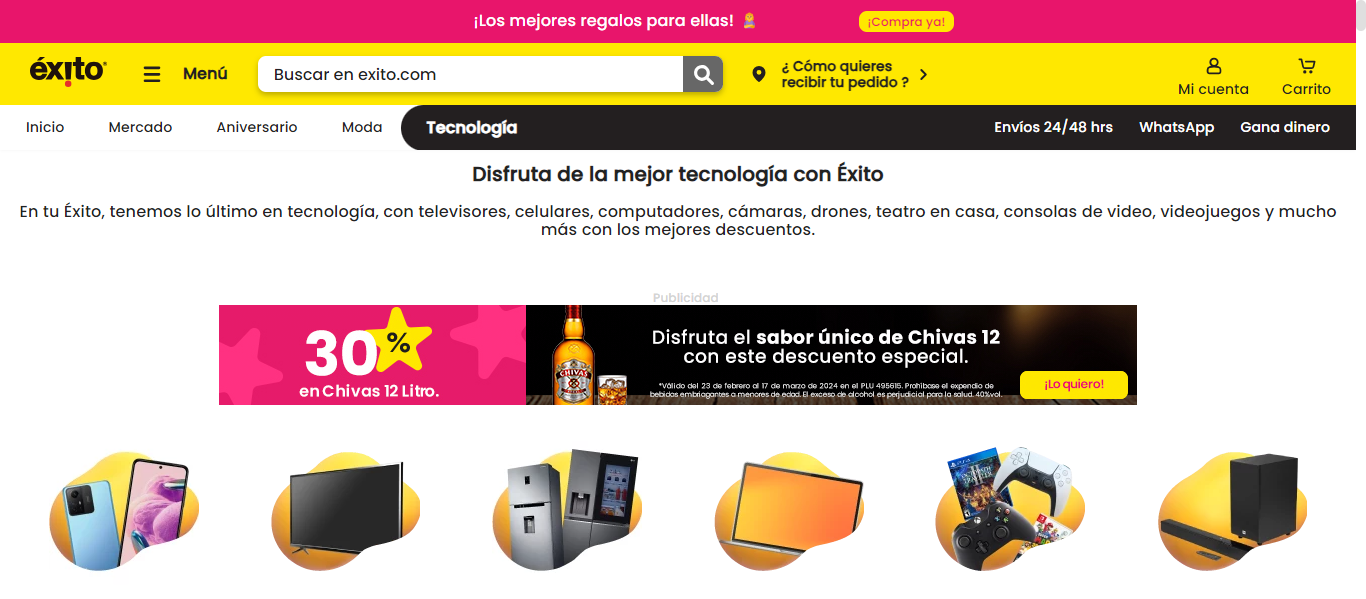 ¡Los mejores regalos para ellas!
¡Compra ya!
éxito
Menú
Buscar en exito.com
¿ Cómo quieres
recibir tu pedido ?
Mi cuenta
Carrito
Inicio
Mercado
Aniversario
Moda
Tecnología
Envíos 24/48 hrs
WhatsApp
Gana dinero
Disfruta de la mejor tecnología con Éxito
En tu Éxito, tenemos lo último en tecnología, con televisores, celulares, computadores, cámaras, drones, teatro en casa, consolas de video, videojuegos y mucho
más con los mejores descuentos.
Publicidad
30%
en Chivas 12 Litro.
CHIVAS
Disfruta el sabor único de Chivas 12
con este descuento especial.
*Válido del 23 de febrero al 17 de marzo de 2024 en el PLU 495615. Prohíbase el expendio de
bebidas embriagantes a menores de edad. El exceso de alcohol es perjudicial para la salud. 40%vol.
¡Lo quiero!